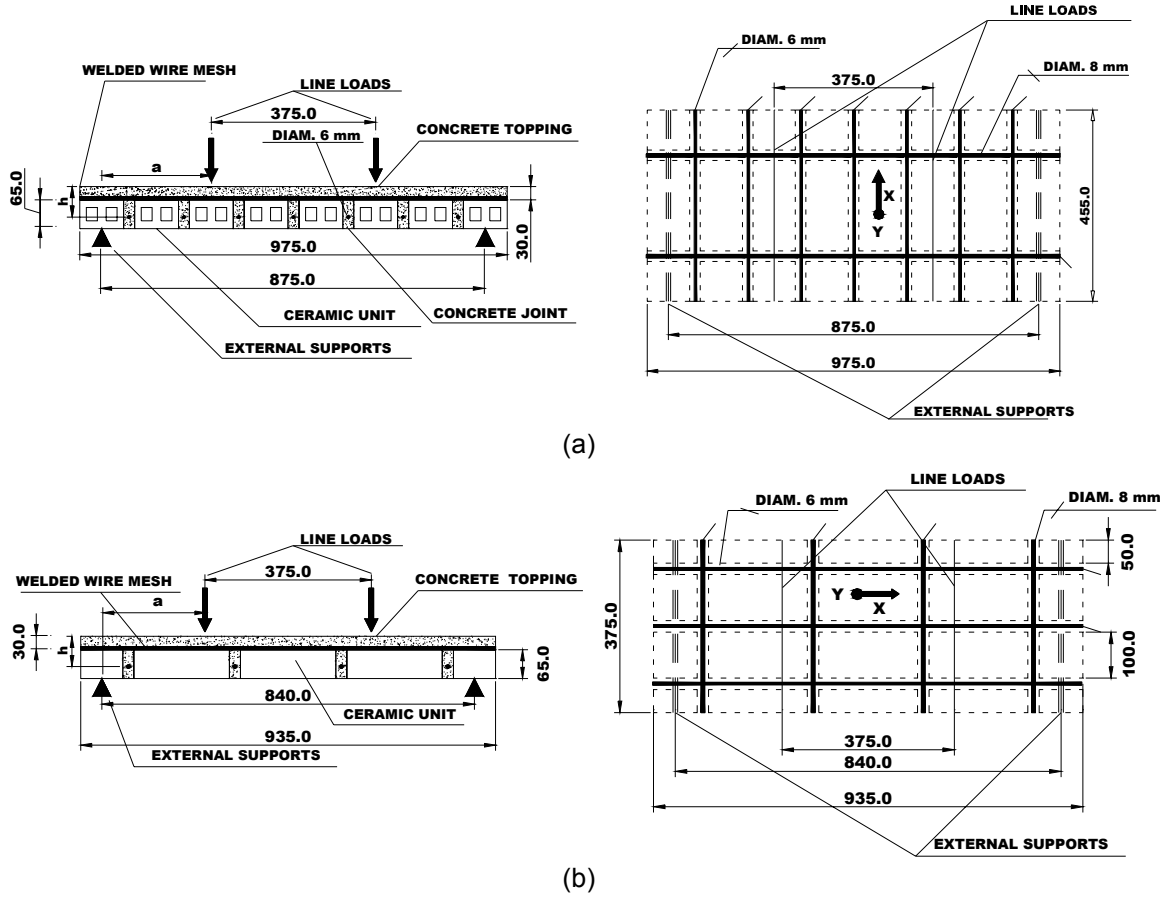 LINE LOADS
DIAM. 6 mm
375.0
DIAM. 8 mm
WELDED WIRE MESH
LINE LOADS
375.0
DIAM. 6 mm
CONCRETE TOPPING
a
65.0
h
30.0
X
Y
455.0
975.0
875.0
CERAMIC UNIT
CONCRETE JOINT
EXTERNAL SUPPORTS
875.0
975.0
EXTERNAL SUPPORTS
(a)
LINE LOADS
DIAM. 6 mm
DIAM. 8 mm
LINE LOADS
375.0
WELDED WIRE MESH
CONCRETE TOPPING
a
30.0
h
65.0
840.0
CERAMIC UNIT
935.0
EXTERNAL SUPPORTS
50.0
Y
X
375.0
100.0
375.0
840.0
935.0
EXTERNAL SUPPORTS
(b)